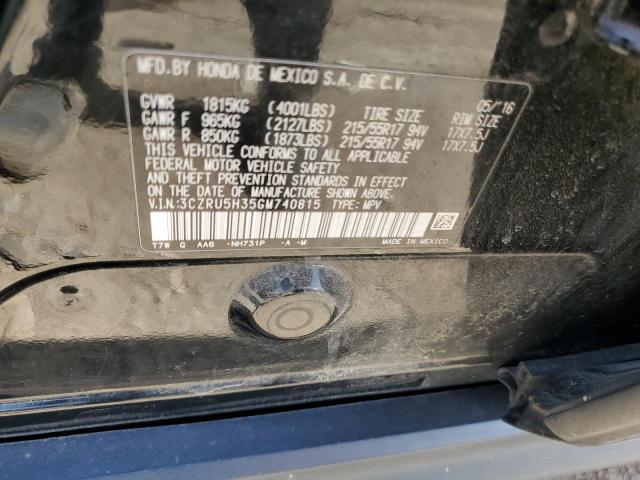 MFD. BY HONDA DE MEXICO S.A. DE C.V.
GVWR 1815KG (4001LBS) TIRE SIZE 05/'16
GAWR F 965KG (2127LBS) 215/55R17 94V RIM SIZE 17X7.5J
GAWR R 850KG (1873LBS) 215/55R17 94V 17X7.5J
THIS VEHICLE CONFORMS TO ALL APPLICABLE
FEDERAL MOTOR VEHICLE SAFETY
AND THEFT PREVENTION STANDARDS IN EFFECT
ON THE DATE OF MANUFACTURE SHOWN ABOVE.
V.I.N.:3CZRU5H35GM740815 TYPE: MPV
T7W G AA6 -NH731P -A -M MADE IN MEXICO